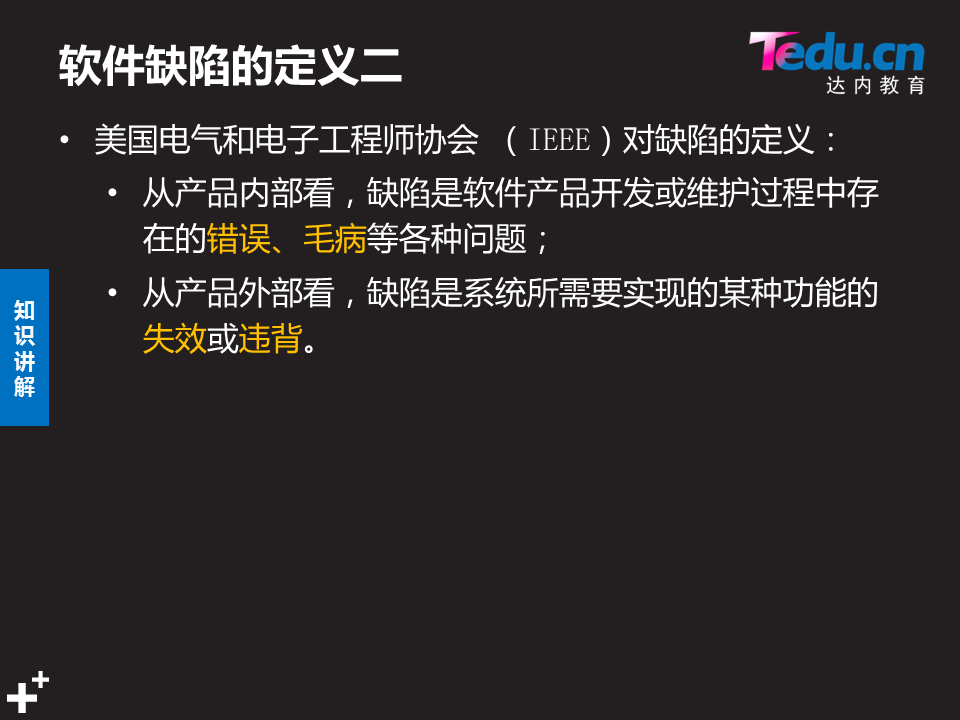 软件缺陷的定义二
Tedu.cn
达内教育
• 美国电气和电子工程师协会 （IEEE）对缺陷的定义：
• 从产品内部看，缺陷是软件产品开发或维护过程中存
在的错误、毛病等各种问题；
• 从产品外部看，缺陷是系统所需要实现的某种功能的
失效或违背。
知
识
讲
解